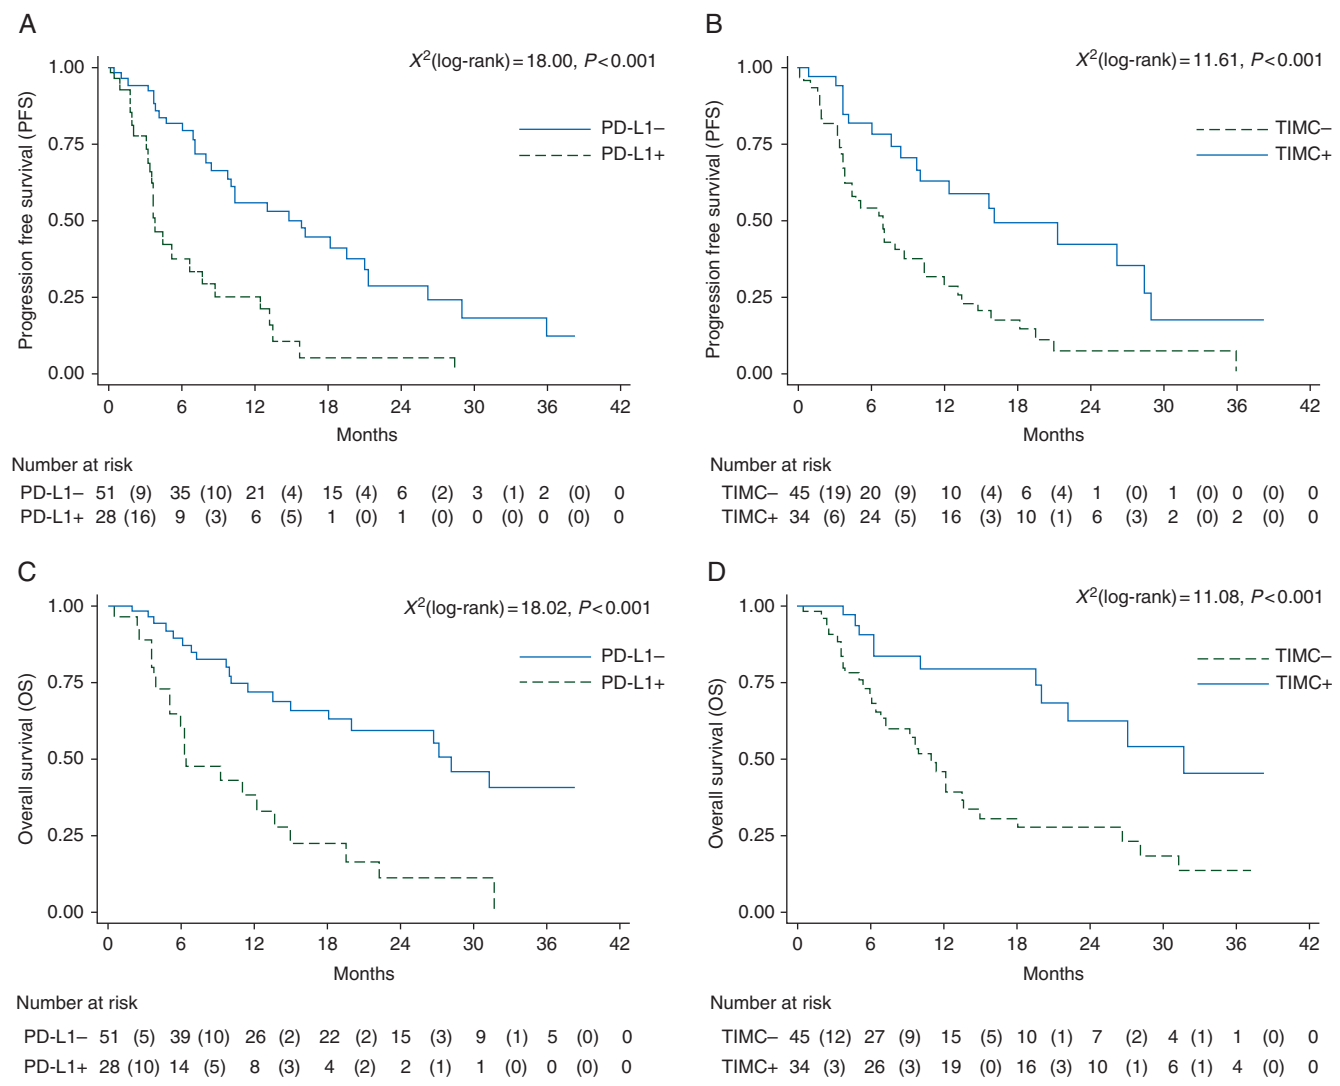 A
X2(log-rank)=18.00, P<0.001
Progression free survival (PFS)
1.00
0.75
0.50
0.25
0.00
PD-L1–
PD-L1+
0 6 12 18 24 30 36 42
Months
Number at risk
PD-L1– 51 (9) 35 (10) 21 (4) 15 (4) 6 (2) 3 (1) 2 (0) 0
PD-L1+ 28 (16) 9 (3) 6 (5) 1 (0) 1 (0) 0 (0) 0 (0) 0
B
X2(log-rank)=11.61, P<0.001
Progression free survival (PFS)
1.00
0.75
0.50
0.25
0.00
TIMC–
TIMC+
0 6 12 18 24 30 36 42
Months
Number at risk
TIMC– 45 (19) 20 (9) 10 (4) 6 (4) 1 (0) 1 (0) 0 (0) 0
TIMC+ 34 (6) 24 (5) 16 (3) 10 (1) 6 (3) 2 (0) 2 (0) 0
C
X2(log-rank)=18.02, P<0.001
Overall survival (OS)
1.00
0.75
0.50
0.25
0.00
PD-L1–
PD-L1+
0 6 12 18 24 30 36 42
Months
Number at risk
PD-L1– 51 (5) 39 (10) 26 (2) 22 (2) 15 (3) 9 (1) 5 (0) 0
PD-L1+ 28 (10) 14 (5) 8 (3) 4 (2) 2 (1) 1 (0) 0 (0) 0
D
X2(log-rank)=11.08, P<0.001
Overall survival (OS)
1.00
0.75
0.50
0.25
0.00
TIMC–
TIMC+
0 6 12 18 24 30 36 42
Months
Number at risk
TIMC– 45 (12) 27 (9) 15 (5) 10 (1) 7 (2) 4 (1) 1 (0) 0
TIMC+ 34 (3) 26 (3) 19 (0) 16 (3) 10 (1) 6 (1) 4 (0) 0